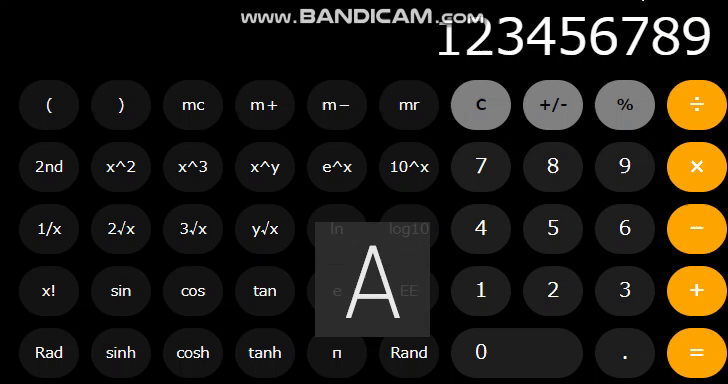 www.BANDICAM.com
123456789
( ) mc m+ m− mr C +/- % ÷
2nd x^2 x^3 x^y e^x 10^x 7 8 9 ×
1/x 2√x 3√x y√x ln log10 4 5 6 −
x! sin cos tan e EE 1 2 3 +
A
Rad sinh cosh tanh п Rand 0 . =